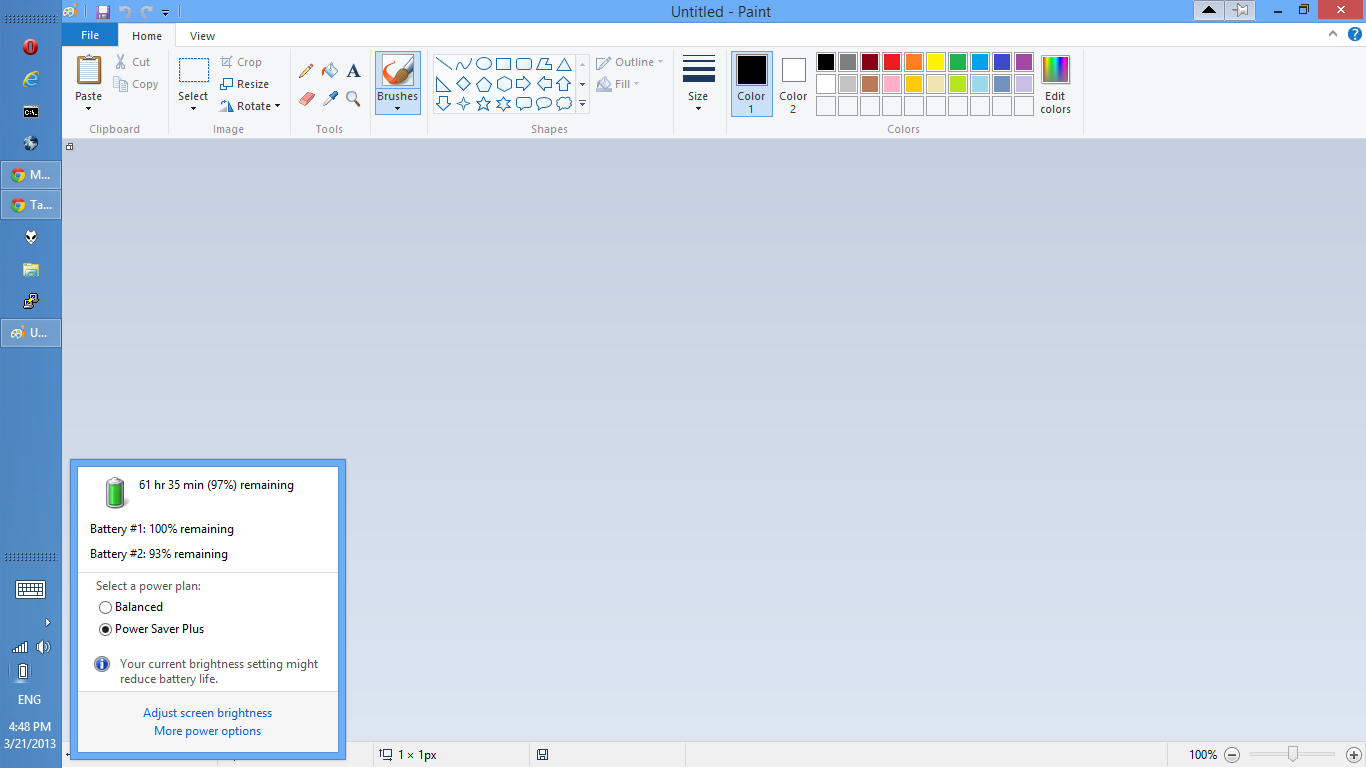 Untitled - Paint
File
Home
View
Paste
Cut
Copy
Clipboard
Select
Crop
Resize
Rotate
Image
A
Tools
Brushes
Shapes
Outline
Fill
Size
Color
1
Color
2
Edit
colors
Colors
C:\.
M...
Ta...
U...
61 hr 35 min (97%) remaining
Battery #1: 100% remaining
Battery #2: 93% remaining
Select a power plan:
Balanced
Power Saver Plus
Your current brightness setting might
reduce battery life.
Adjust screen brightness
More power options
ENG
4:48 PM
3/21/2013
1 × 1px
100%